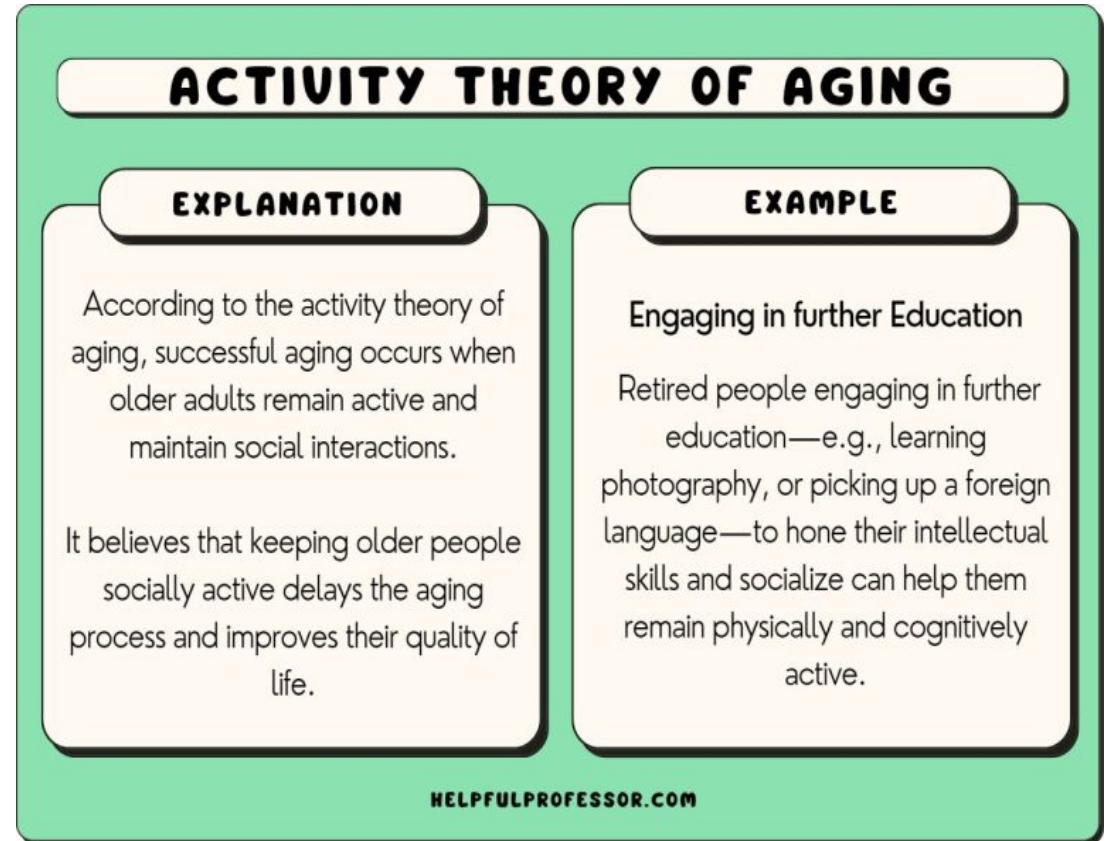 ACTIVITY THEORY OF AGING
EXPLANATION
According to the activity theory of
aging, successful aging occurs when
older adults remain active and
maintain social interactions.
It believes that keeping older people
socially active delays the aging
process and improves their quality of
life.
EXAMPLE
Engaging in further Education
Retired people engaging in further
education—e.g., learning
photography, or picking up a foreign
language—to hone their intellectual
skills and socialize can help them
remain physically and cognitively
active.
HELPFULPROFESSOR.COM